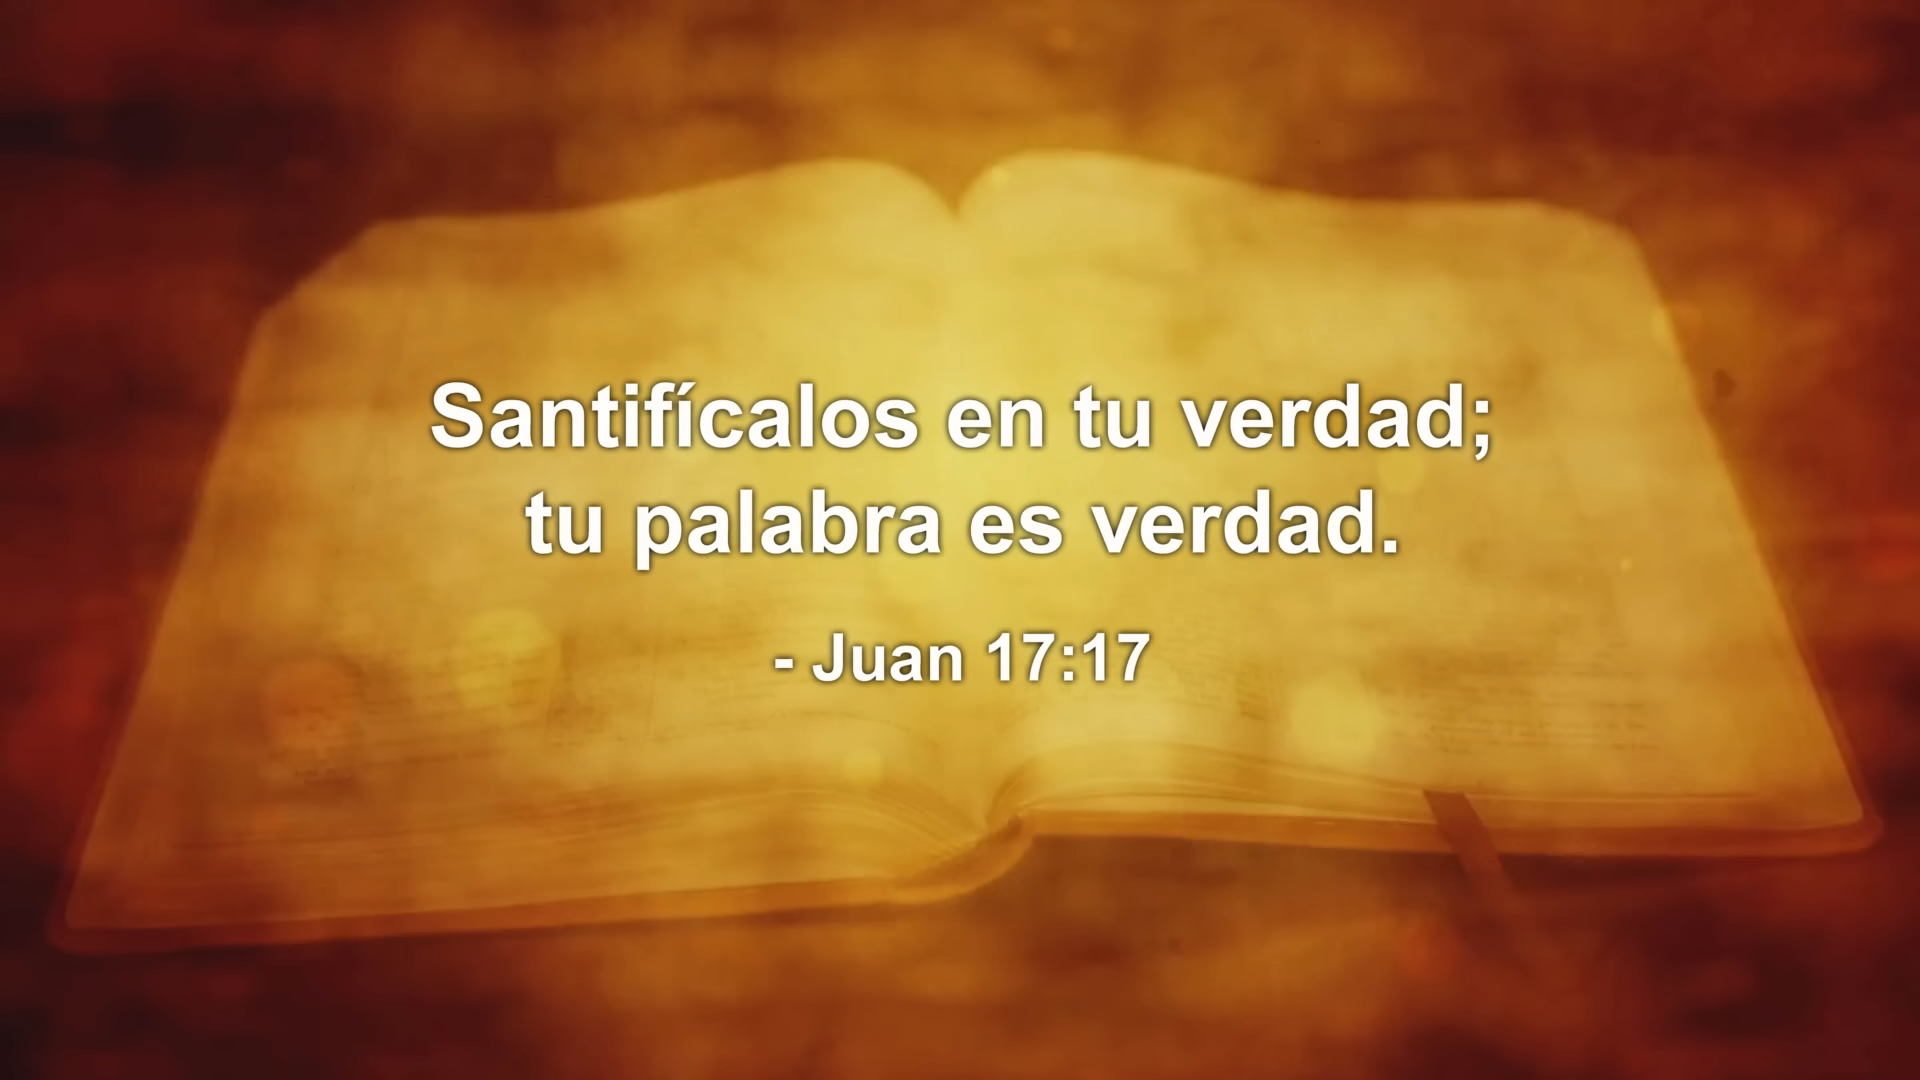 Santifícalos en tu verdad;
tu palabra es verdad.
- Juan 17:17